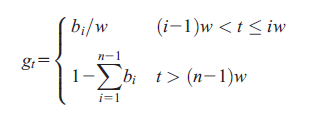 g_t = { b_i/w (i−1)w < t ≤ iw
1−∑_{i=1}^{n−1} b_i t > (n−1)w